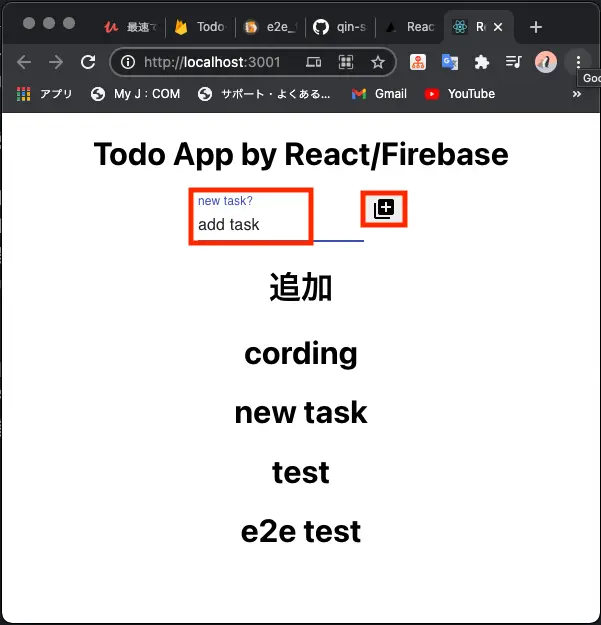 最速で
Todo
e2e_
qin-s
Reac
R
http://localhost:3001
Goo
アプリ
My J:COM
サポート・よくある...
Gmail
YouTube
»
Todo App by React/Firebase
new task?
add task
追加
cording
new task
test
e2e test